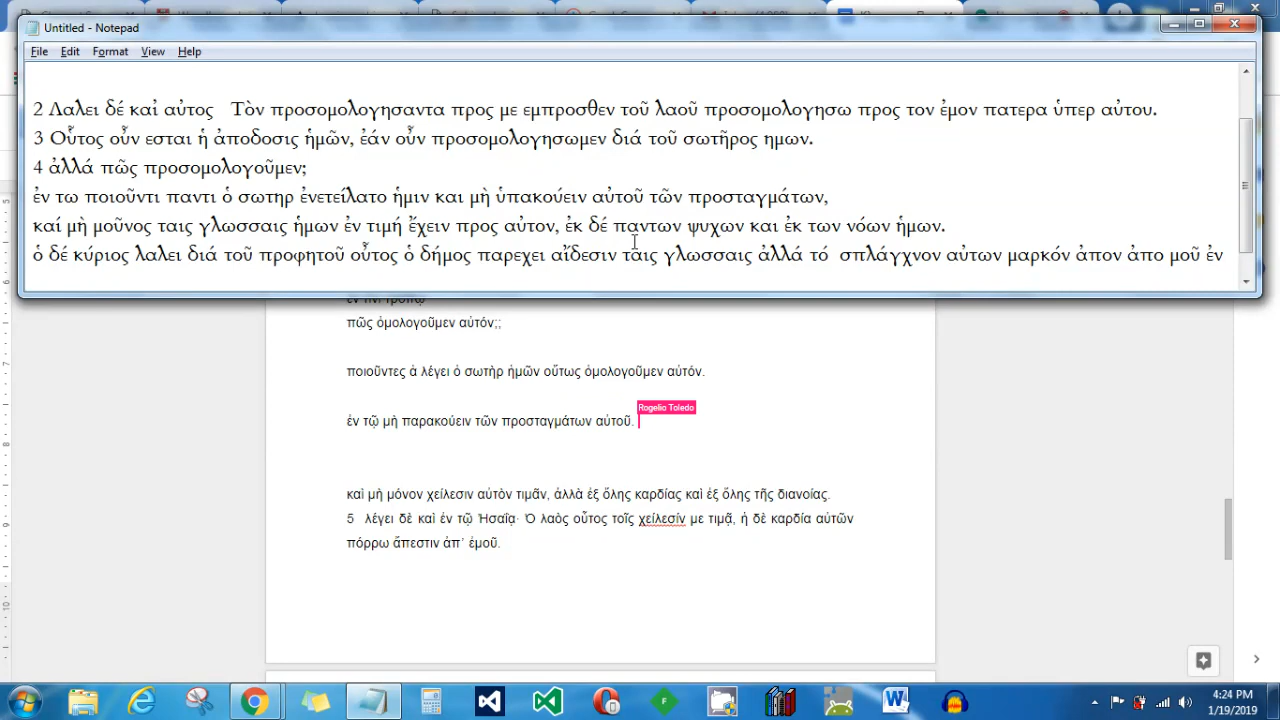 Untitled - Notepad
File Edit Format View Help
2 Λαλει δέ καἰ αὐτος Τὸν προσομολογησαντα προς με εμπροσθεν τοῦ λαοῦ προσομολογησω προς τον ἐμον πατερα ὑπερ αὐτου.
3 Οὗτος οὖν εσται ἡ ἀποδοσις ἡμῶν, ἐάν οὖν προσομολογησωμεν διά τοῦ σωτῆρος ημων.
4 ἀλλά πῶς προσομολογοῦμεν;
ἐν τω ποιοῦντι παντι ὁ σωτηρ ἐνετείλατο ἡμιν και μὴ ὑπακούειν αὐτοῦ τῶν προσταγμάτων,
καί μὴ μοῦνος ταις γλωσσαις ἡμων ἐν τιμή ἔχειν προς αὐτον, ἐκ δέ παντων ψυχων και ἐκ των νόων ἡμων.
ὁ δέ κύριος λαλει διά τοῦ προφητοῦ οὗτος ὁ δήμος παρεχει αἴδεσιν ταις γλωσσαις ἀλλά τό σπλάγχνον αὐτων μαρκόν ἀπον ἀπο μοῦ ἐν
ἐν τίνι τρόπῳ
πῶς ὁμολογοῦμεν αὐτόν;;
ποιοῦντες ἁ λέγει ὁ σωτὴρ ἡμῶν οὕτως ὁμολογοῦμεν αὐτόν.
Rogelio Toledo
ἐν τῷ μὴ παρακούειν τῶν προσταγμάτων αὐτοῦ.
καὶ μὴ μόνον χείλεσιν αὐτὸν τιμᾶν, ἀλλὰ ἐξ ὅλης καρδίας καὶ ἐξ ὅλης τῆς διανοίας.
5 λέγει δὲ καὶ ἐν τῷ Ἠσαΐᾳ· Ὁ λαὸς οὗτος τοῖς χείλεσίν με τιμᾷ, ἡ δὲ καρδία αὐτῶν
πόρρω ἄπεστιν ἀπ᾽ ἐμοῦ.
4:24 PM
1/19/2019